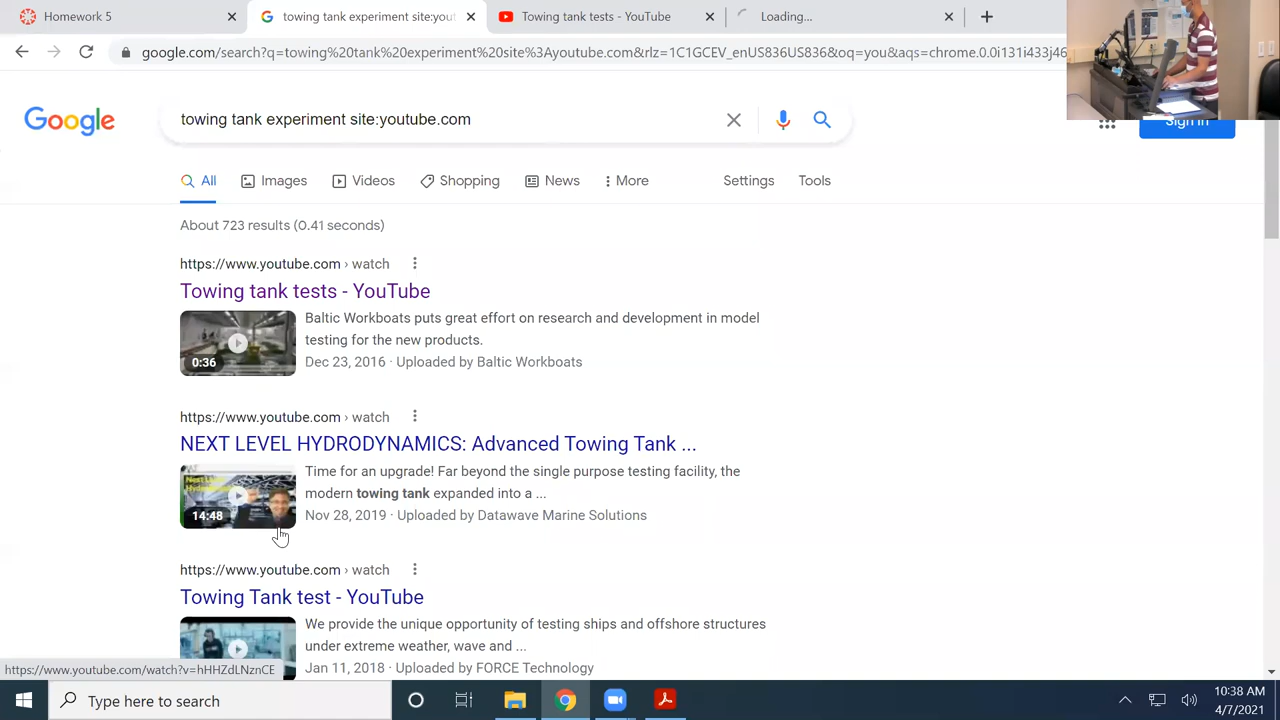 Homework 5
towing tank experiment site:yout
Towing tank tests - YouTube
Loading...
google.com/search?q=towing%20tank%20experiment%20site%3Ayoutube.com&rlz=1C1GCEV_enUS836US836&oq=you&aqs=chrome.0.0i131i433j46
Google
towing tank experiment site:youtube.com
Sign in
All
Images
Videos
Shopping
News
More
Settings
Tools
About 723 results (0.41 seconds)
https://www.youtube.com › watch
Towing tank tests - YouTube
Baltic Workboats puts great effort on research and development in model
testing for the new products.
0:36
Dec 23, 2016 · Uploaded by Baltic Workboats
https://www.youtube.com › watch
NEXT LEVEL HYDRODYNAMICS: Advanced Towing Tank ...
Time for an upgrade! Far beyond the single purpose testing facility, the
modern towing tank expanded into a ...
14:48
Nov 28, 2019 · Uploaded by Datawave Marine Solutions
https://www.youtube.com › watch
Towing Tank test - YouTube
We provide the unique opportunity of testing ships and offshore structures
under extreme weather, wave and ...
Jan 11, 2018 · Uploaded by FORCE Technology
https://www.youtube.com/watch?v=hHHZdLNznCE
Type here to search
10:38 AM
4/7/2021